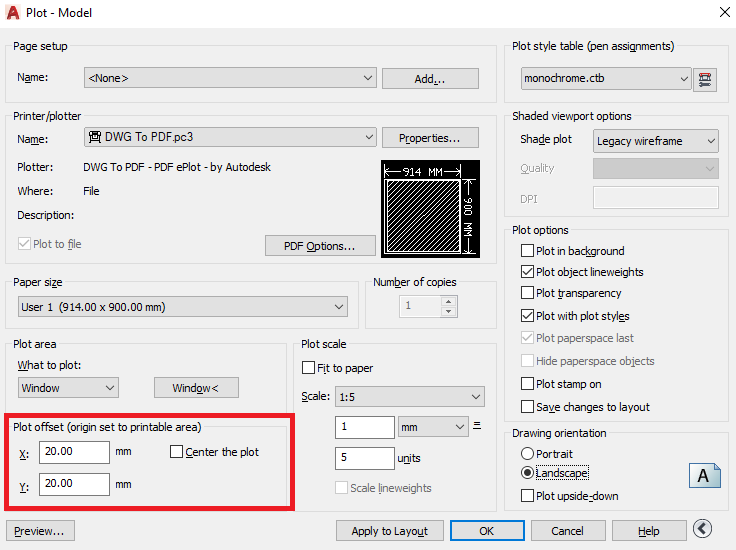 A Plot - Model
Page setup
Name: <None> Add...
Printer/plotter
Name: DWG To PDF.pc3 Properties...
Plotter: DWG To PDF - PDF ePlot - by Autodesk
Where: File
Description:
Plot to file
PDF Options...
914 MM
900 MM
Paper size
User 1 (914.00 x 900.00 mm)
Number of copies
1
Plot area
What to plot:
Window Window<
Plot offset (origin set to printable area)
X: 20.00 mm Center the plot
Y: 20.00 mm
Plot scale
Fit to paper
Scale: 1:5
1 mm =
5 units
Scale lineweights
Plot style table (pen assignments)
monochrome.ctb
Shaded viewport options
Shade plot Legacy wireframe
Quality
DPI
Plot options
Plot in background
Plot object lineweights
Plot transparency
Plot with plot styles
Plot paperspace last
Hide paperspace objects
Plot stamp on
Save changes to layout
Drawing orientation
Portrait
Landscape
Plot upside-down
A
Preview... Apply to Layout OK Cancel Help